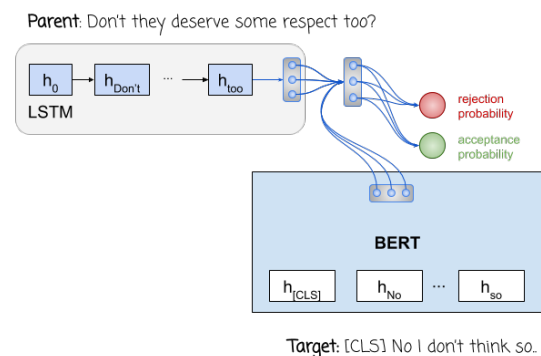 Parent: Don't they deserve some respect too?
h0 hDon't ... htoo
LSTM
rejection
probability
acceptance
probability
BERT
h[CLS] hNo ... hso
Target: [CLS] No I don't think so..